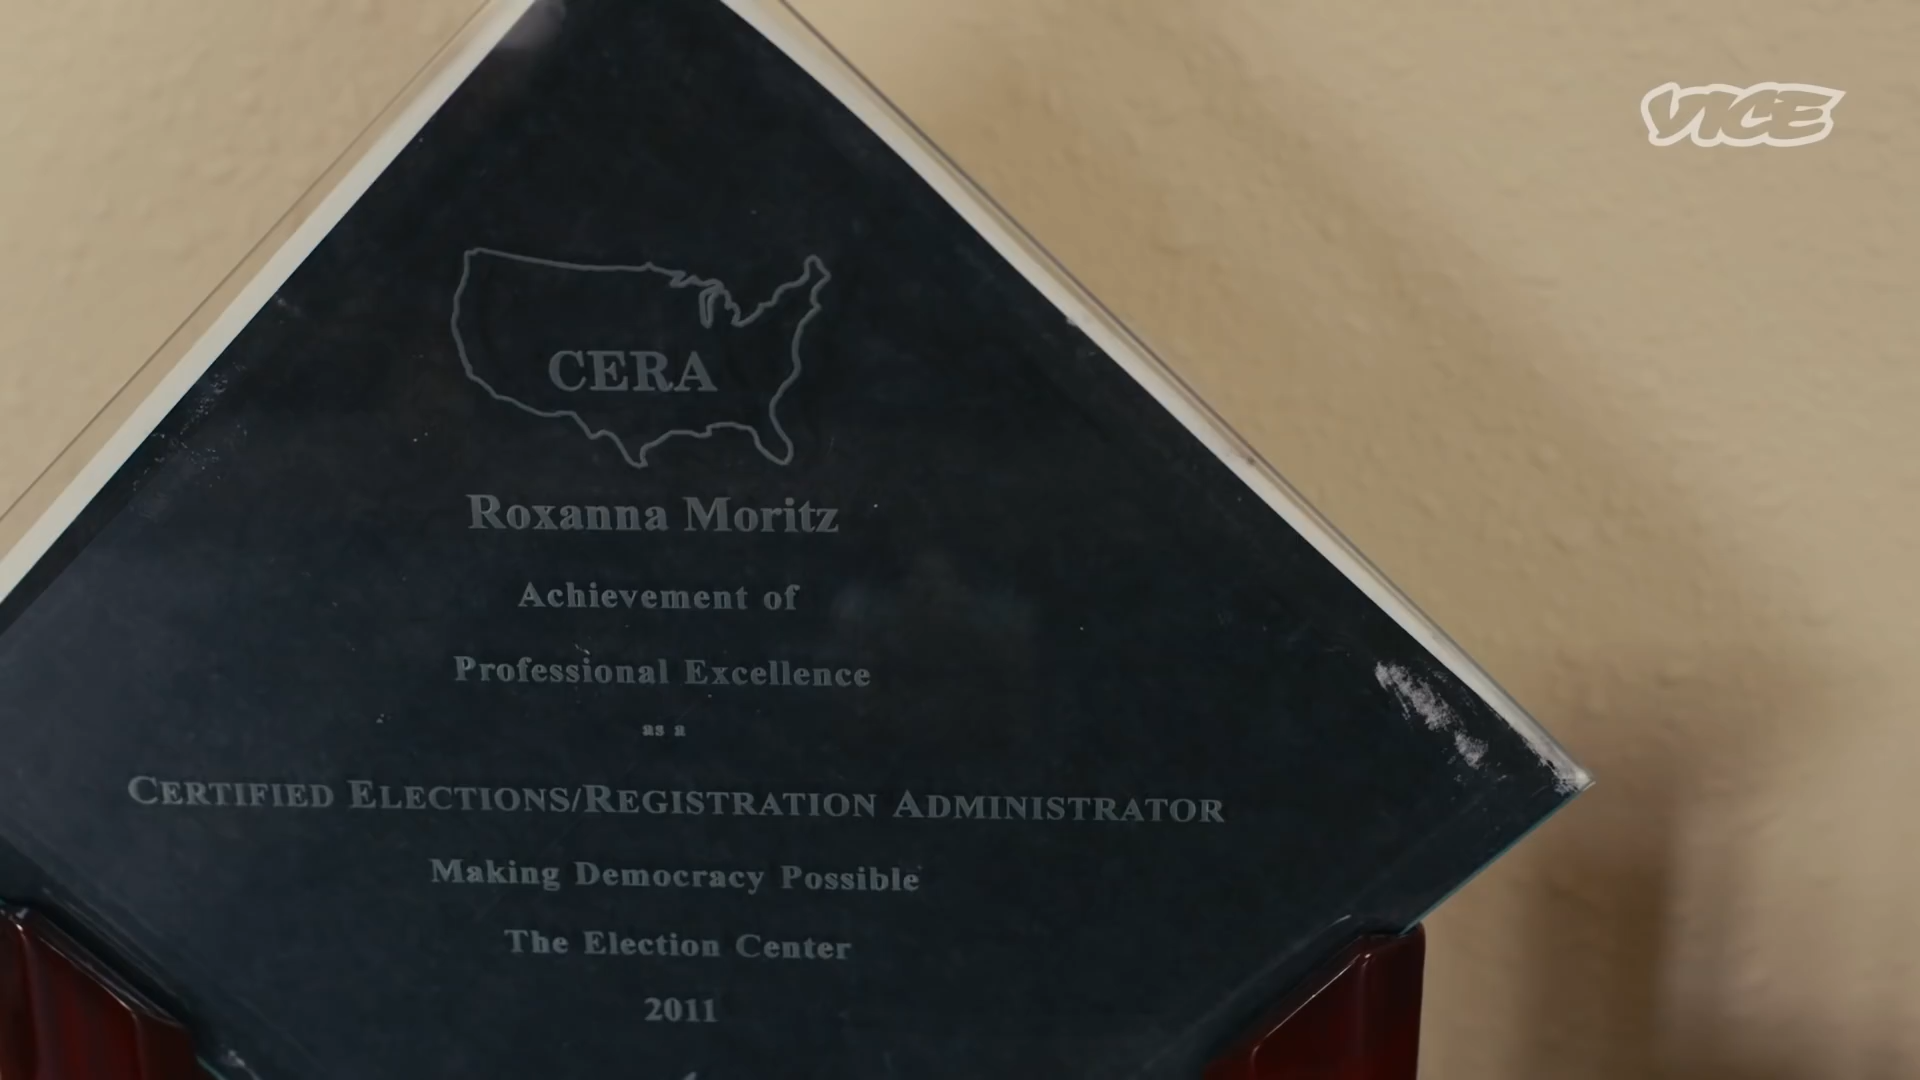 VICE
CERA
Roxanna Moritz
Achievement of
Professional Excellence
as a
CERTIFIED ELECTIONS/REGISTRATION ADMINISTRATOR
Making Democracy Possible
The Election Center
2011